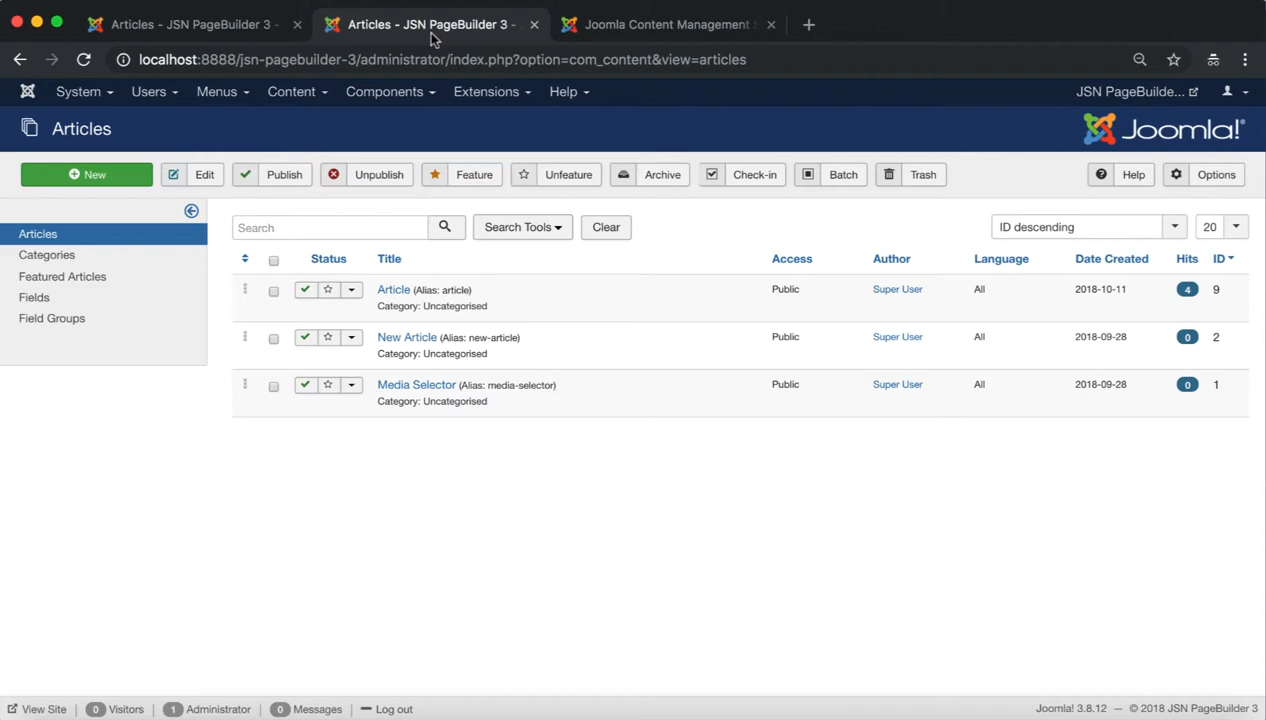 Articles - JSN PageBuilder 3 -
Articles - JSN PageBuilder 3 -
Joomla Content Management
localhost:8888/jsn-pagebuilder-3/administrator/index.php?option=com_content&view=articles
System Users Menus Content Components Extensions Help JSN PageBuilde...
Articles
Joomla!®
New Edit Publish Unpublish Feature Unfeature Archive Check-in Batch Trash Help Options
Articles
Categories
Featured Articles
Fields
Field Groups
Search Search Tools Clear ID descending 20
Status Title Access Author Language Date Created Hits ID
Article (Alias: article) Public Super User All 2018-10-11 4 9
Category: Uncategorised
New Article (Alias: new-article) Public Super User All 2018-09-28 0 2
Category: Uncategorised
Media Selector (Alias: media-selector) Public Super User All 2018-09-28 0 1
Category: Uncategorised
View Site 0 Visitors 1 Administrator 0 Messages Log out Joomla! 3.8.12 — © 2018 JSN PageBuilder 3